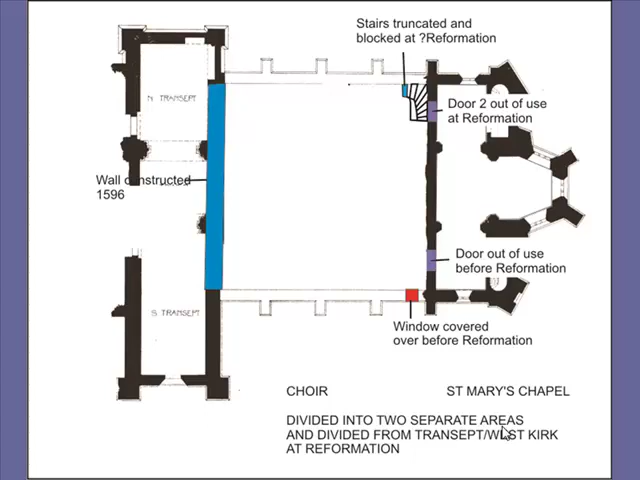 Stairs truncated and
blocked at ?Reformation
N TRANSEPT
Door 2 out of use
at Reformation
Wall constructed
1596
Door out of use
before Reformation
S TRANSEPT
Window covered
over before Reformation
CHOIR
ST MARY'S CHAPEL
DIVIDED INTO TWO SEPARATE AREAS
AND DIVIDED FROM TRANSEPT/WEST KIRK
AT REFORMATION